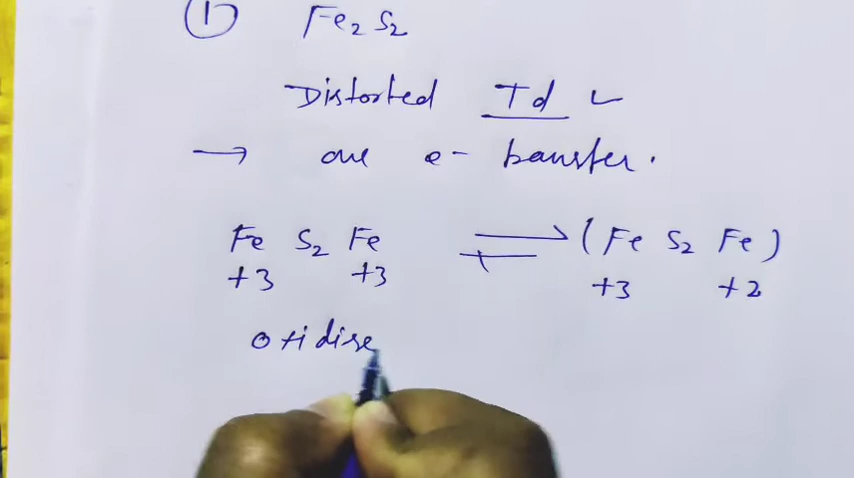 ① Fe₂ S₂
Distorted Td ✓
→ one e⁻ transfer.
Fe S₂ Fe ⇌ (Fe S₂ Fe)
+3 +3 +3 +2
Oxidise